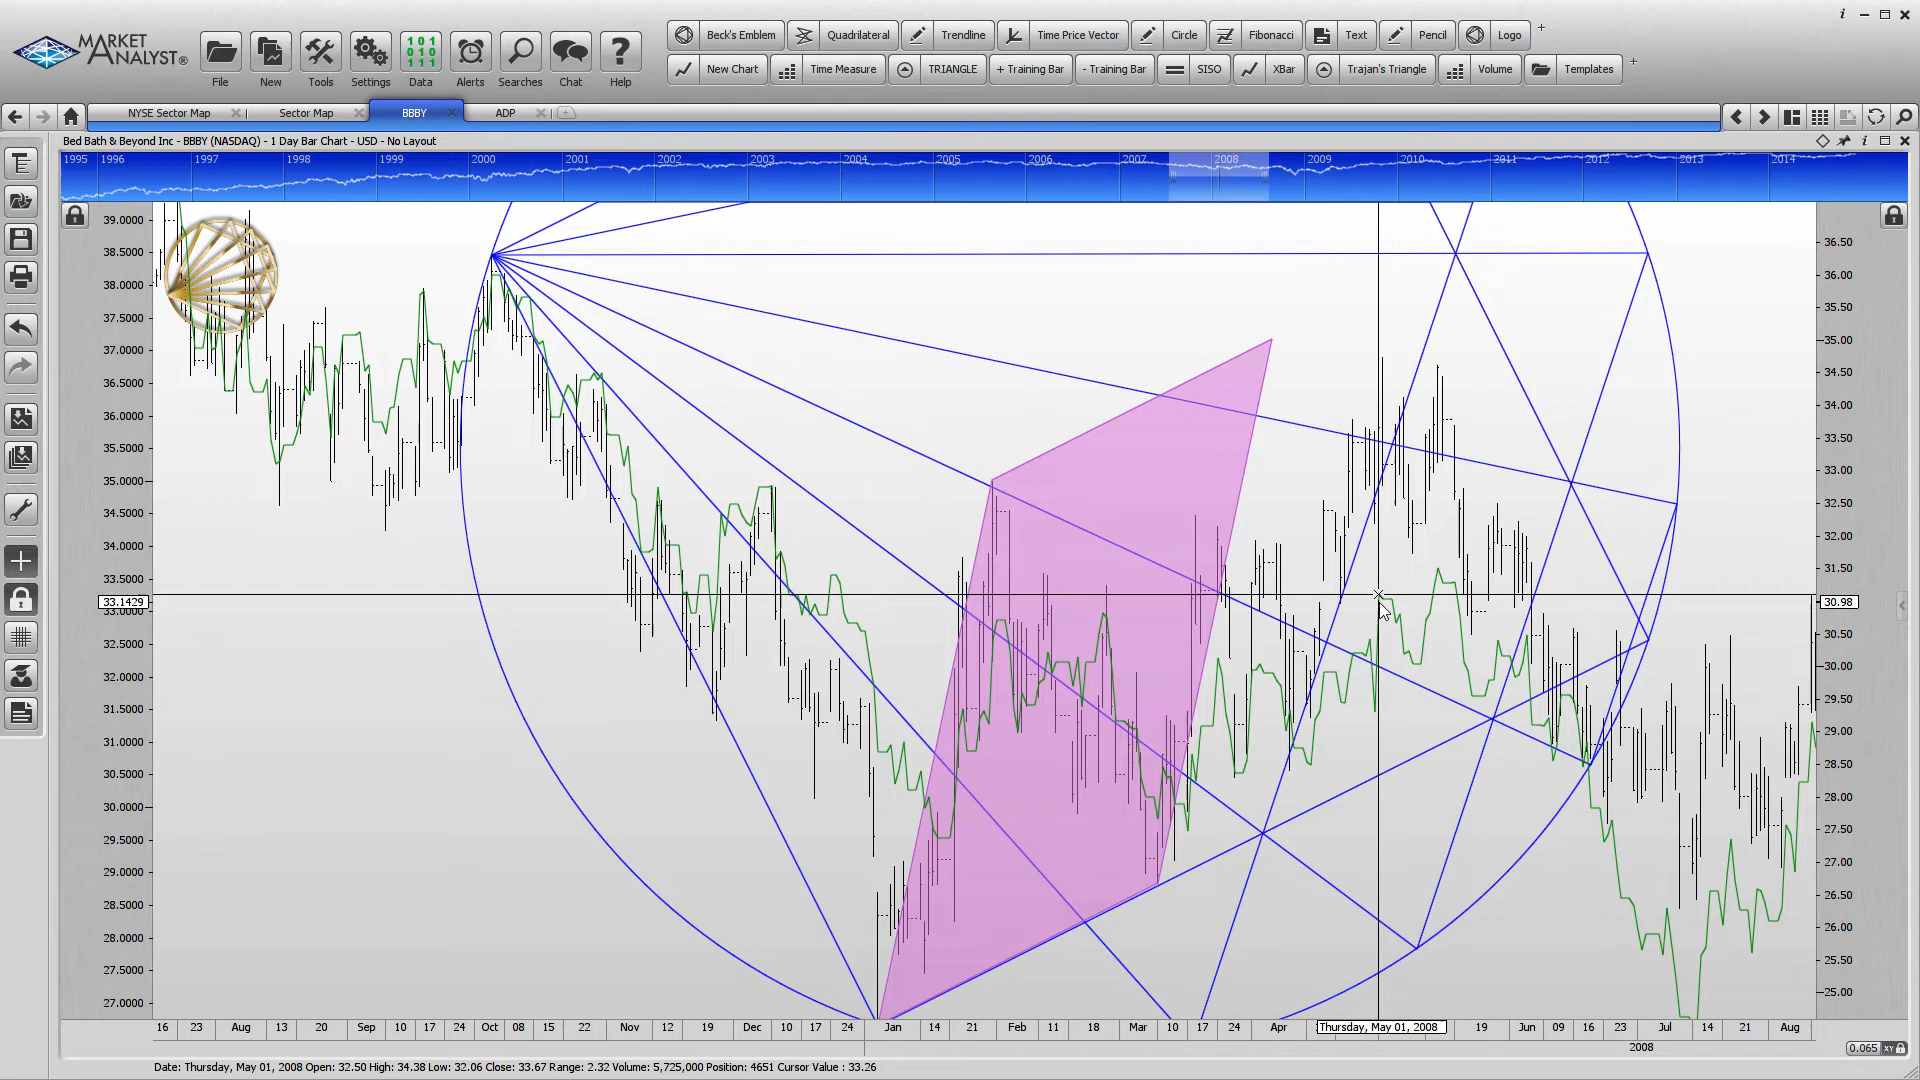 MARKET
ANALYST®
File New Tools Settings Data Alerts Searches Chat Help
Beck's Emblem Quadrilateral Trendline Time Price Vector Circle Fibonacci Text Pencil Logo
New Chart Time Measure TRIANGLE + Training Bar - Training Bar SISO XBar Trajan's Triangle Volume Templates
NYSE Sector Map Sector Map BBBY ADP
Bed Bath & Beyond Inc - BBBY (NASDAQ) - 1 Day Bar Chart - USD - No Layout
1995 1996 1997 1998 1999 2000 2001 2002 2003 2004 2005 2006 2007 2008 2009 2010 2011 2012 2013 2014
39.0000
38.5000 36.50
38.0000 36.00
37.5000 35.50
37.0000 35.00
36.5000 34.50
36.0000 34.00
35.5000 33.50
35.0000 33.00
34.5000 32.50
34.0000 32.00
33.5000 31.50
33.1429 30.98
33.0000
32.5000 30.50
32.0000 30.00
31.5000 29.50
31.0000 29.00
30.5000 28.50
30.0000 28.00
29.5000 27.50
29.0000 27.00
28.5000 26.50
28.0000 26.00
27.5000 25.50
27.0000 25.00
16 23 Aug 13 20 Sep 10 17 24 Oct 08 15 22 Nov 12 19 Dec 10 17 24 Jan 14 21 Feb 11 18 Mar 10 17 24 Apr Thursday, May 01, 2008 19 Jun 09 16 23 Jul 14 21 Aug
2008
0.065 XY
Date: Thursday, May 01, 2008 Open: 32.50 High: 34.38 Low: 32.06 Close: 33.67 Range: 2.32 Volume: 5,725,000 Position: 4651 Cursor Value : 33.26